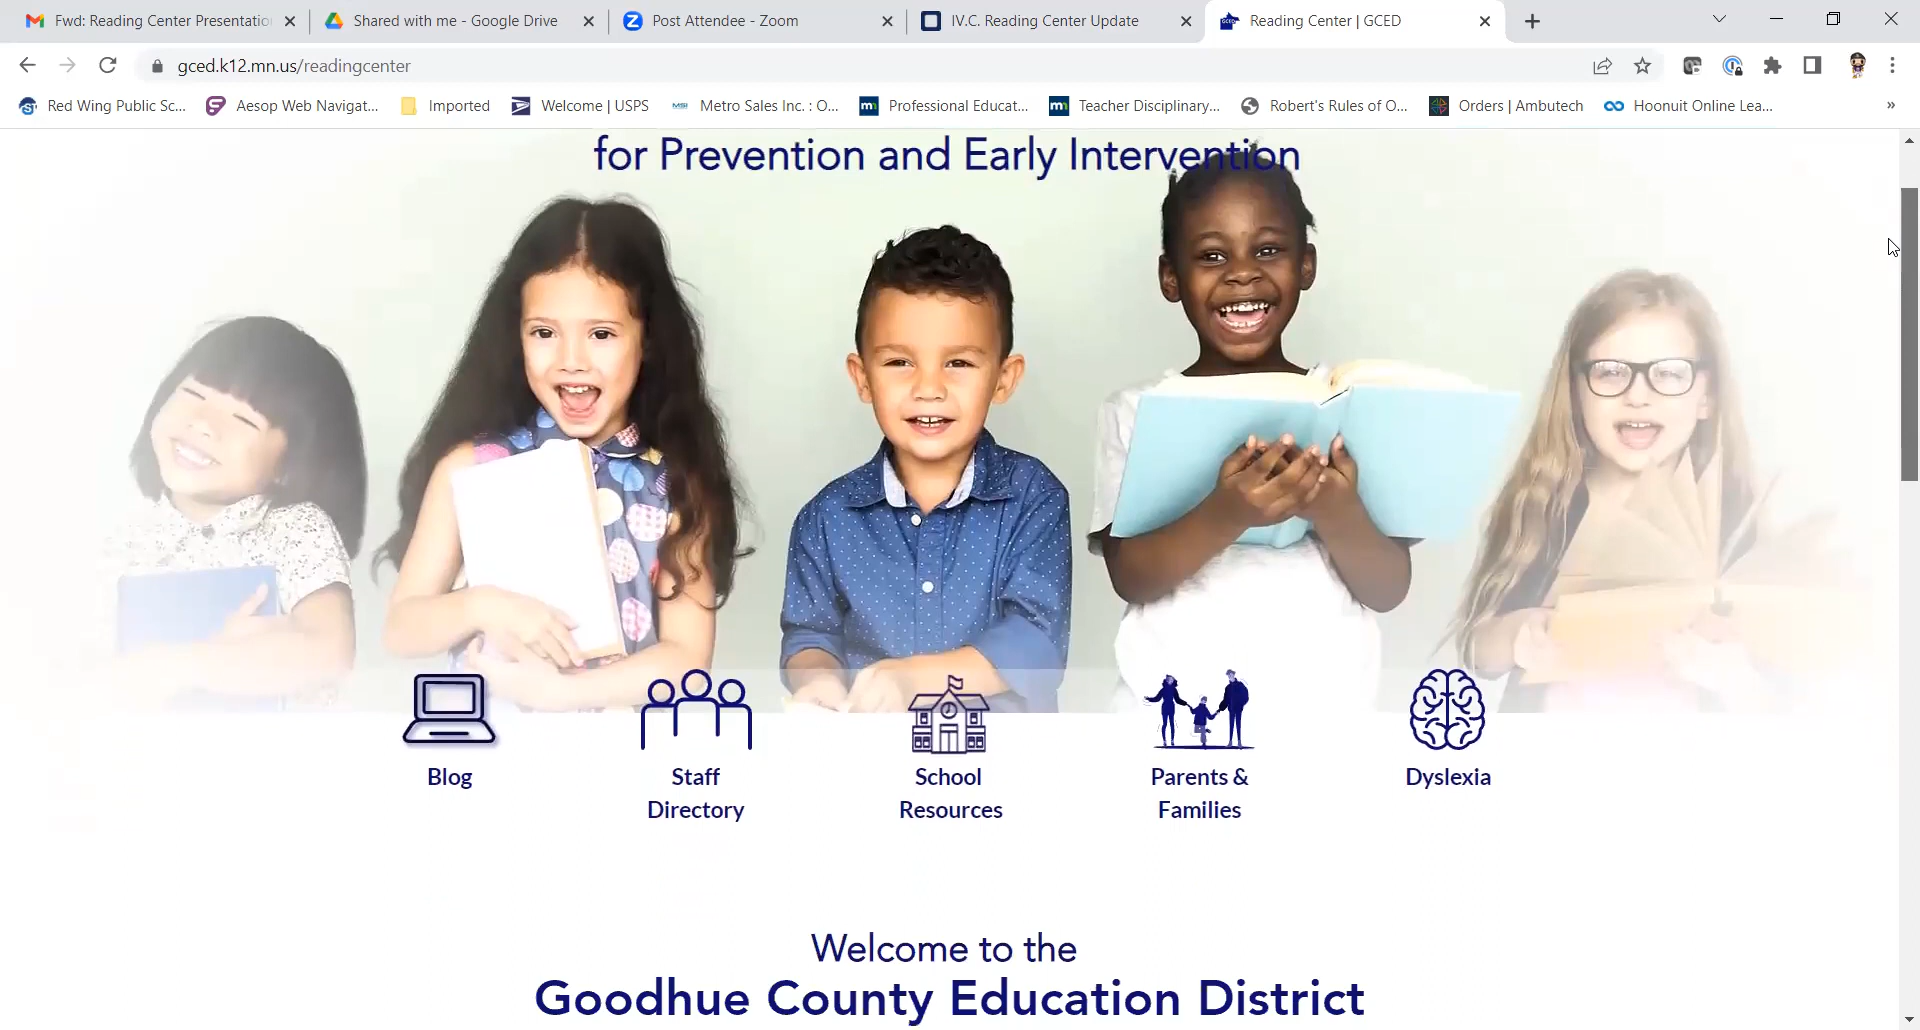 Fwd: Reading Center Presentatio
Shared with me - Google Drive
Post Attendee - Zoom
IV.C. Reading Center Update
Reading Center | GCED
gced.k12.mn.us/readingcenter
Red Wing Public Sc...
Aesop Web Navigat...
Imported
Welcome | USPS
Metro Sales Inc. : O...
Professional Educat...
Teacher Disciplinary...
Robert's Rules of O...
Orders | Ambutech
Hoonuit Online Lea...
»
for Prevention and Early Intervention
Blog
Staff
Directory
School
Resources
Parents &
Families
Dyslexia
Welcome to the
Goodhue County Education District